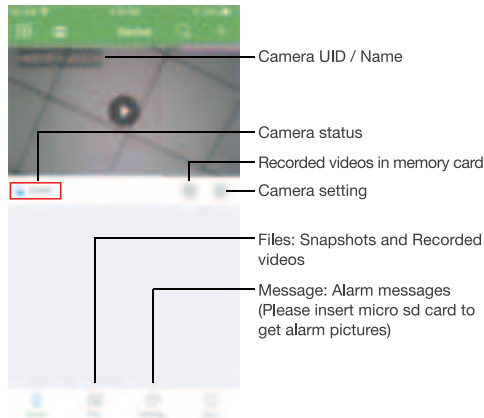 Camera UID / Name
Camera status
Recorded videos in memory card
Camera setting
Files: Snapshots and Recorded
videos
Message: Alarm messages
(Please insert micro sd card to
get alarm pictures)